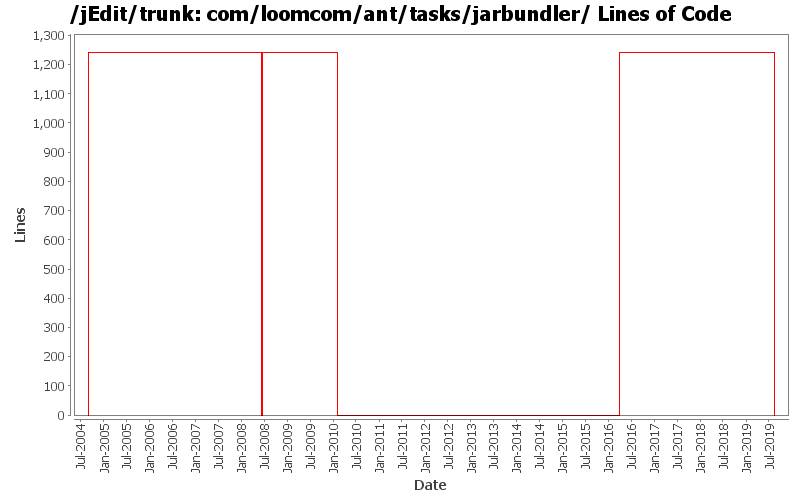 /jEdit/trunk: com/loomcom/ant/tasks/jarbundler/ Lines of Code
1,300
1,200
1,100
1,000
900
800
700
600
500
400
300
200
100
0
Lines
Jul-2004
Jan-2005
Jul-2005
Jan-2006
Jul-2006
Jan-2007
Jul-2007
Jan-2008
Jul-2008
Jan-2009
Jul-2009
Jan-2010
Jul-2010
Jan-2011
Jul-2011
Jan-2012
Jul-2012
Jan-2013
Jul-2013
Jan-2014
Jul-2014
Jan-2015
Jul-2015
Jan-2016
Jul-2016
Jan-2017
Jul-2017
Jan-2018
Jul-2018
Jan-2019
Jul-2019
Date